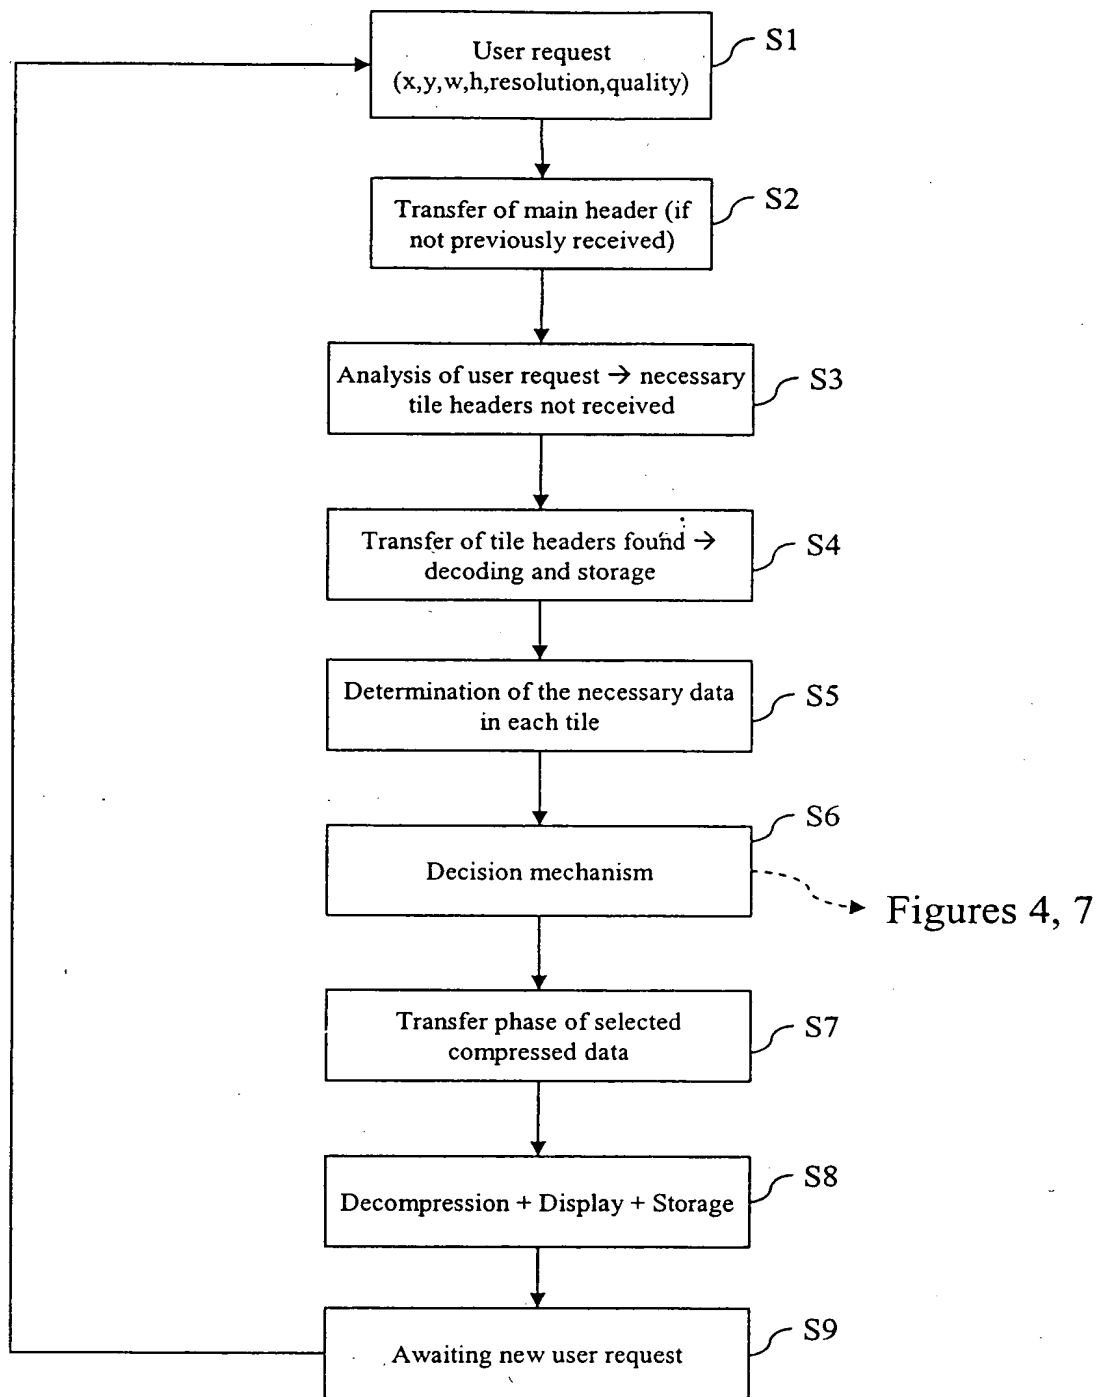 User request
(x,y,w,h,resolution,quality)
S1
Transfer of main header (if
not previously received)
S2
Analysis of user request → necessary
tile headers not received
S3
Transfer of tile headers found →
decoding and storage
S4
Determination of the necessary data
in each tile
S5
Decision mechanism
S6
Figures 4, 7
Transfer phase of selected
compressed data
S7
Decompression + Display + Storage
S8
Awaiting new user request
S9